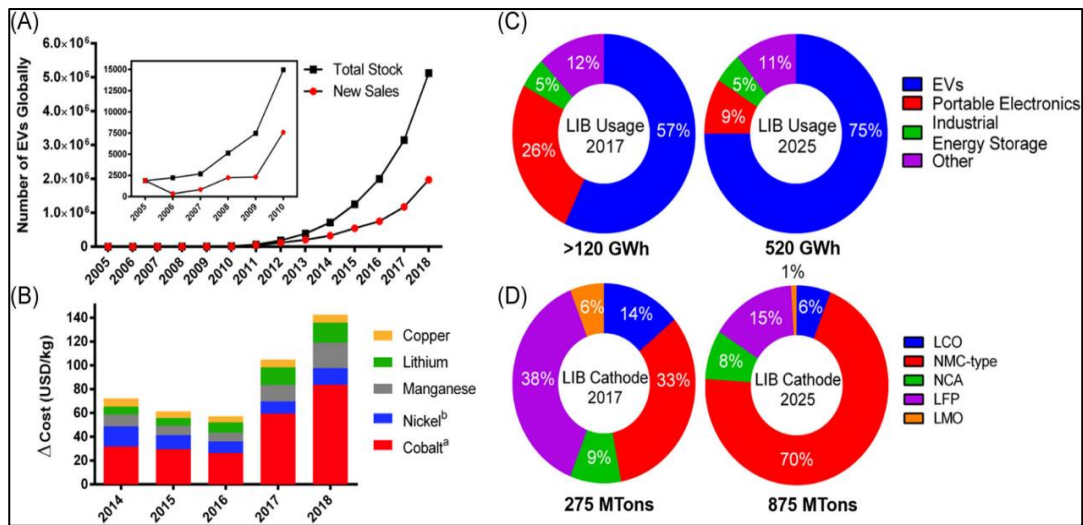 (A)
Number of EVs Globally
6.0×10⁶
5.0×10⁶
4.0×10⁶
3.0×10⁶
2.0×10⁶
1.0×10⁶
0
15000
12500
10000
7500
5000
2500
0
2005
2006
2007
2008
2009
2010
Total Stock
New Sales
2005
2006
2007
2008
2009
2010
2011
2012
2013
2014
2015
2016
2017
2018
(B)
Δ Cost (USD/kg)
140
120
100
80
60
40
20
0
2014
2015
2016
2017
2018
Copper
Lithium
Manganese
Nickelᵇ
Cobaltᵃ
(C)
12%
5%
26%
57%
LIB Usage
2017
>120 GWh
11%
5%
9%
75%
LIB Usage
2025
520 GWh
EVs
Portable Electronics
Industrial
Energy Storage
Other
(D)
6%
14%
38%
33%
9%
LIB Cathode
2017
275 MTons
1%
6%
15%
8%
70%
LIB Cathode
2025
875 MTons
LCO
NMC-type
NCA
LFP
LMO